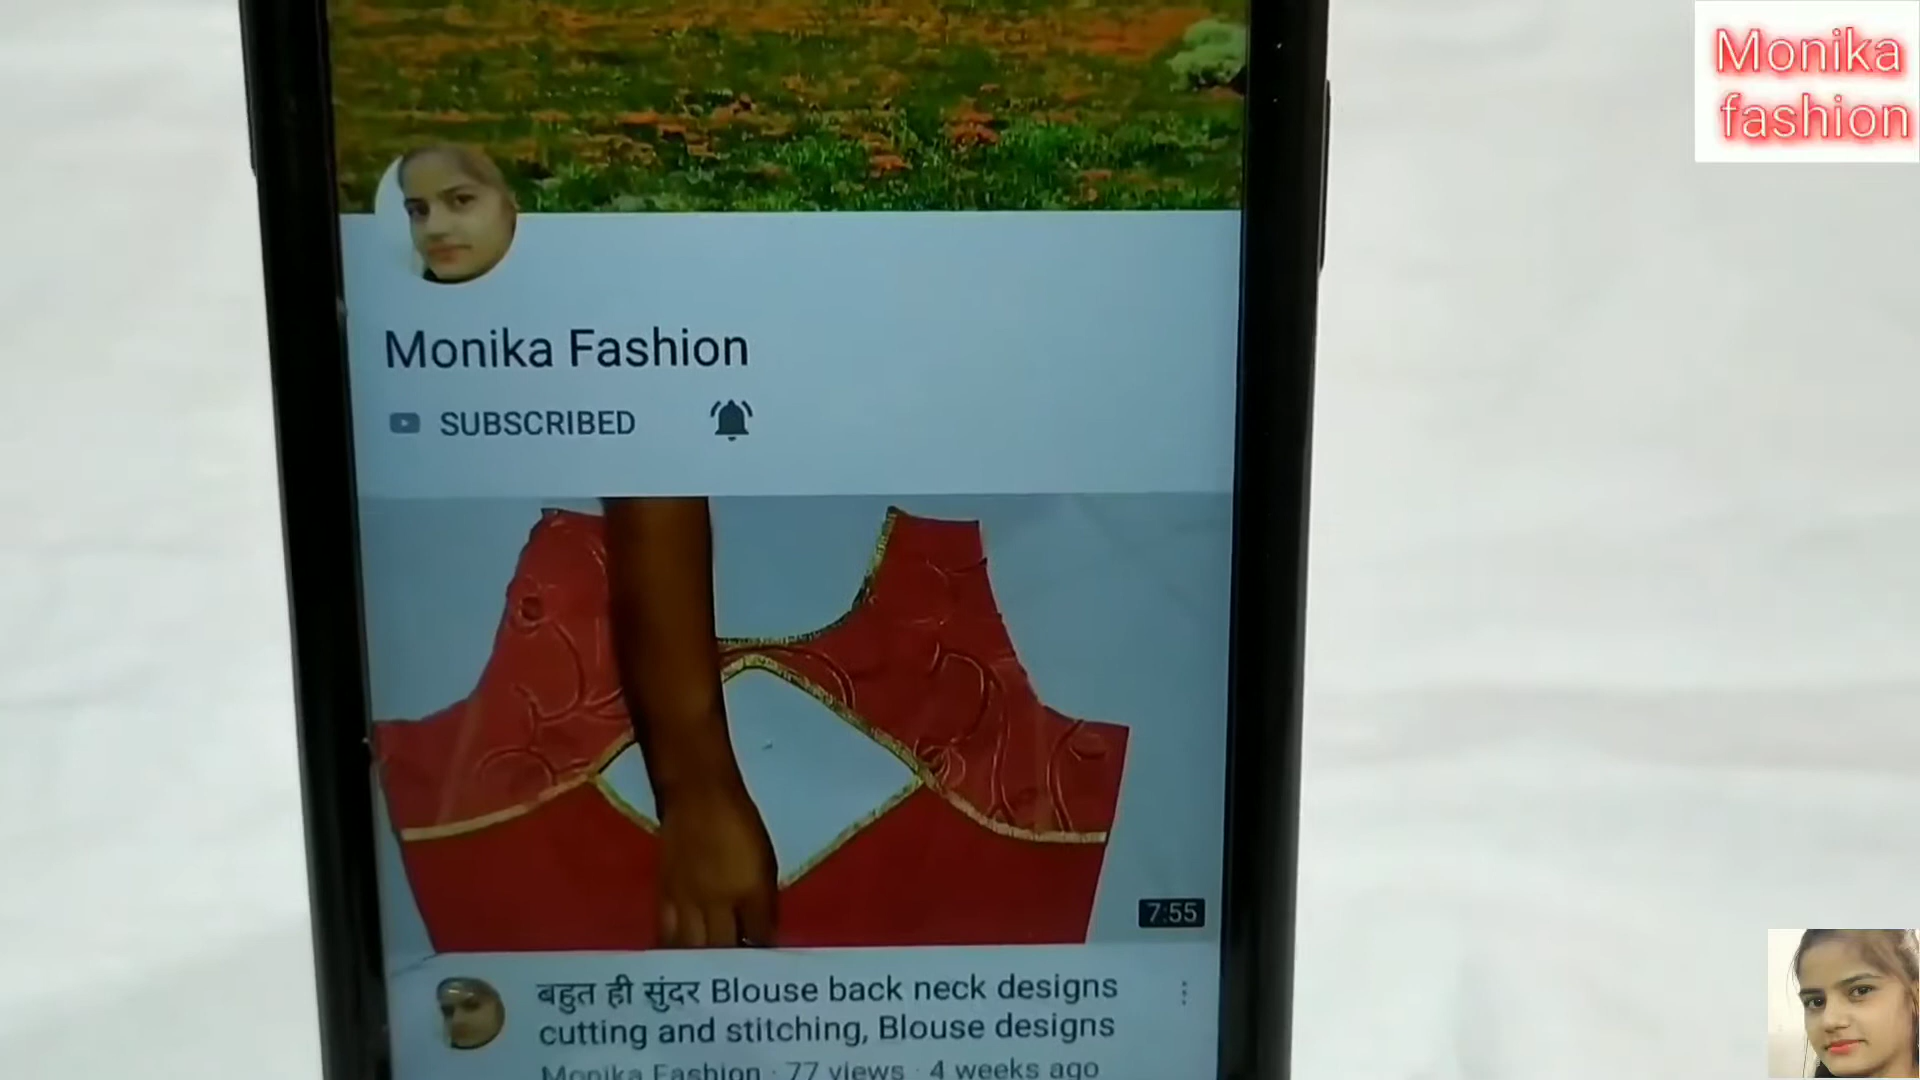 Monika
fashion
Monika Fashion
SUBSCRIBED
7:55
बहुत ही सुंदर Blouse back neck designs
cutting and stitching, Blouse designs
Monika Fashion · 77 views · 4 weeks ago